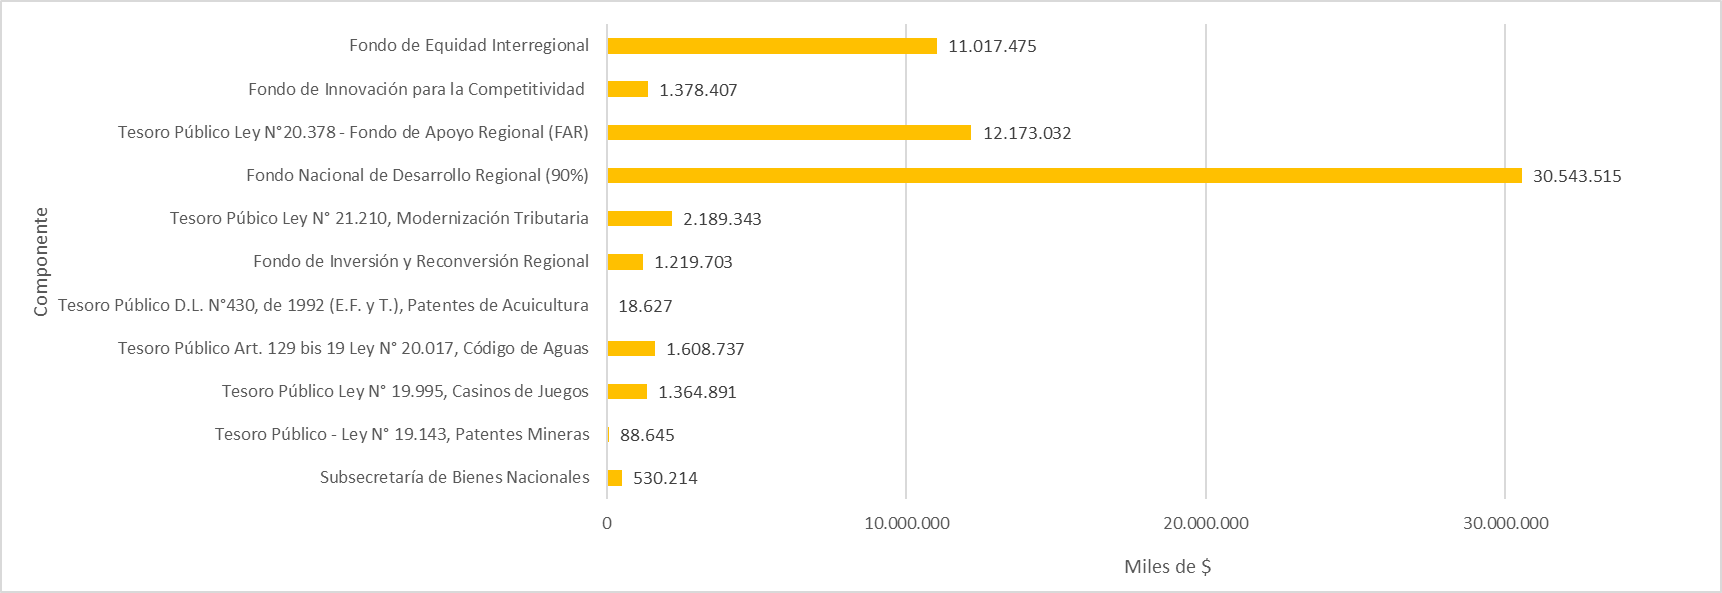 Fondo de Equidad Interregional 11.017.475
Fondo de Innovación para la Competitividad 1.378.407
Tesoro Público Ley N°20.378 - Fondo de Apoyo Regional (FAR) 12.173.032
Fondo Nacional de Desarrollo Regional (90%) 30.543.515
Tesoro Púbico Ley N° 21.210, Modernización Tributaria 2.189.343
Fondo de Inversión y Reconversión Regional 1.219.703
Tesoro Público D.L. N°430, de 1992 (E.F. y T.), Patentes de Acuicultura 18.627
Tesoro Público Art. 129 bis 19 Ley N° 20.017, Código de Aguas 1.608.737
Tesoro Público Ley N° 19.995, Casinos de Juegos 1.364.891
Tesoro Público - Ley N° 19.143, Patentes Mineras 88.645
Subsecretaría de Bienes Nacionales 530.214
Componente
0 10.000.000 20.000.000 30.000.000
Miles de $